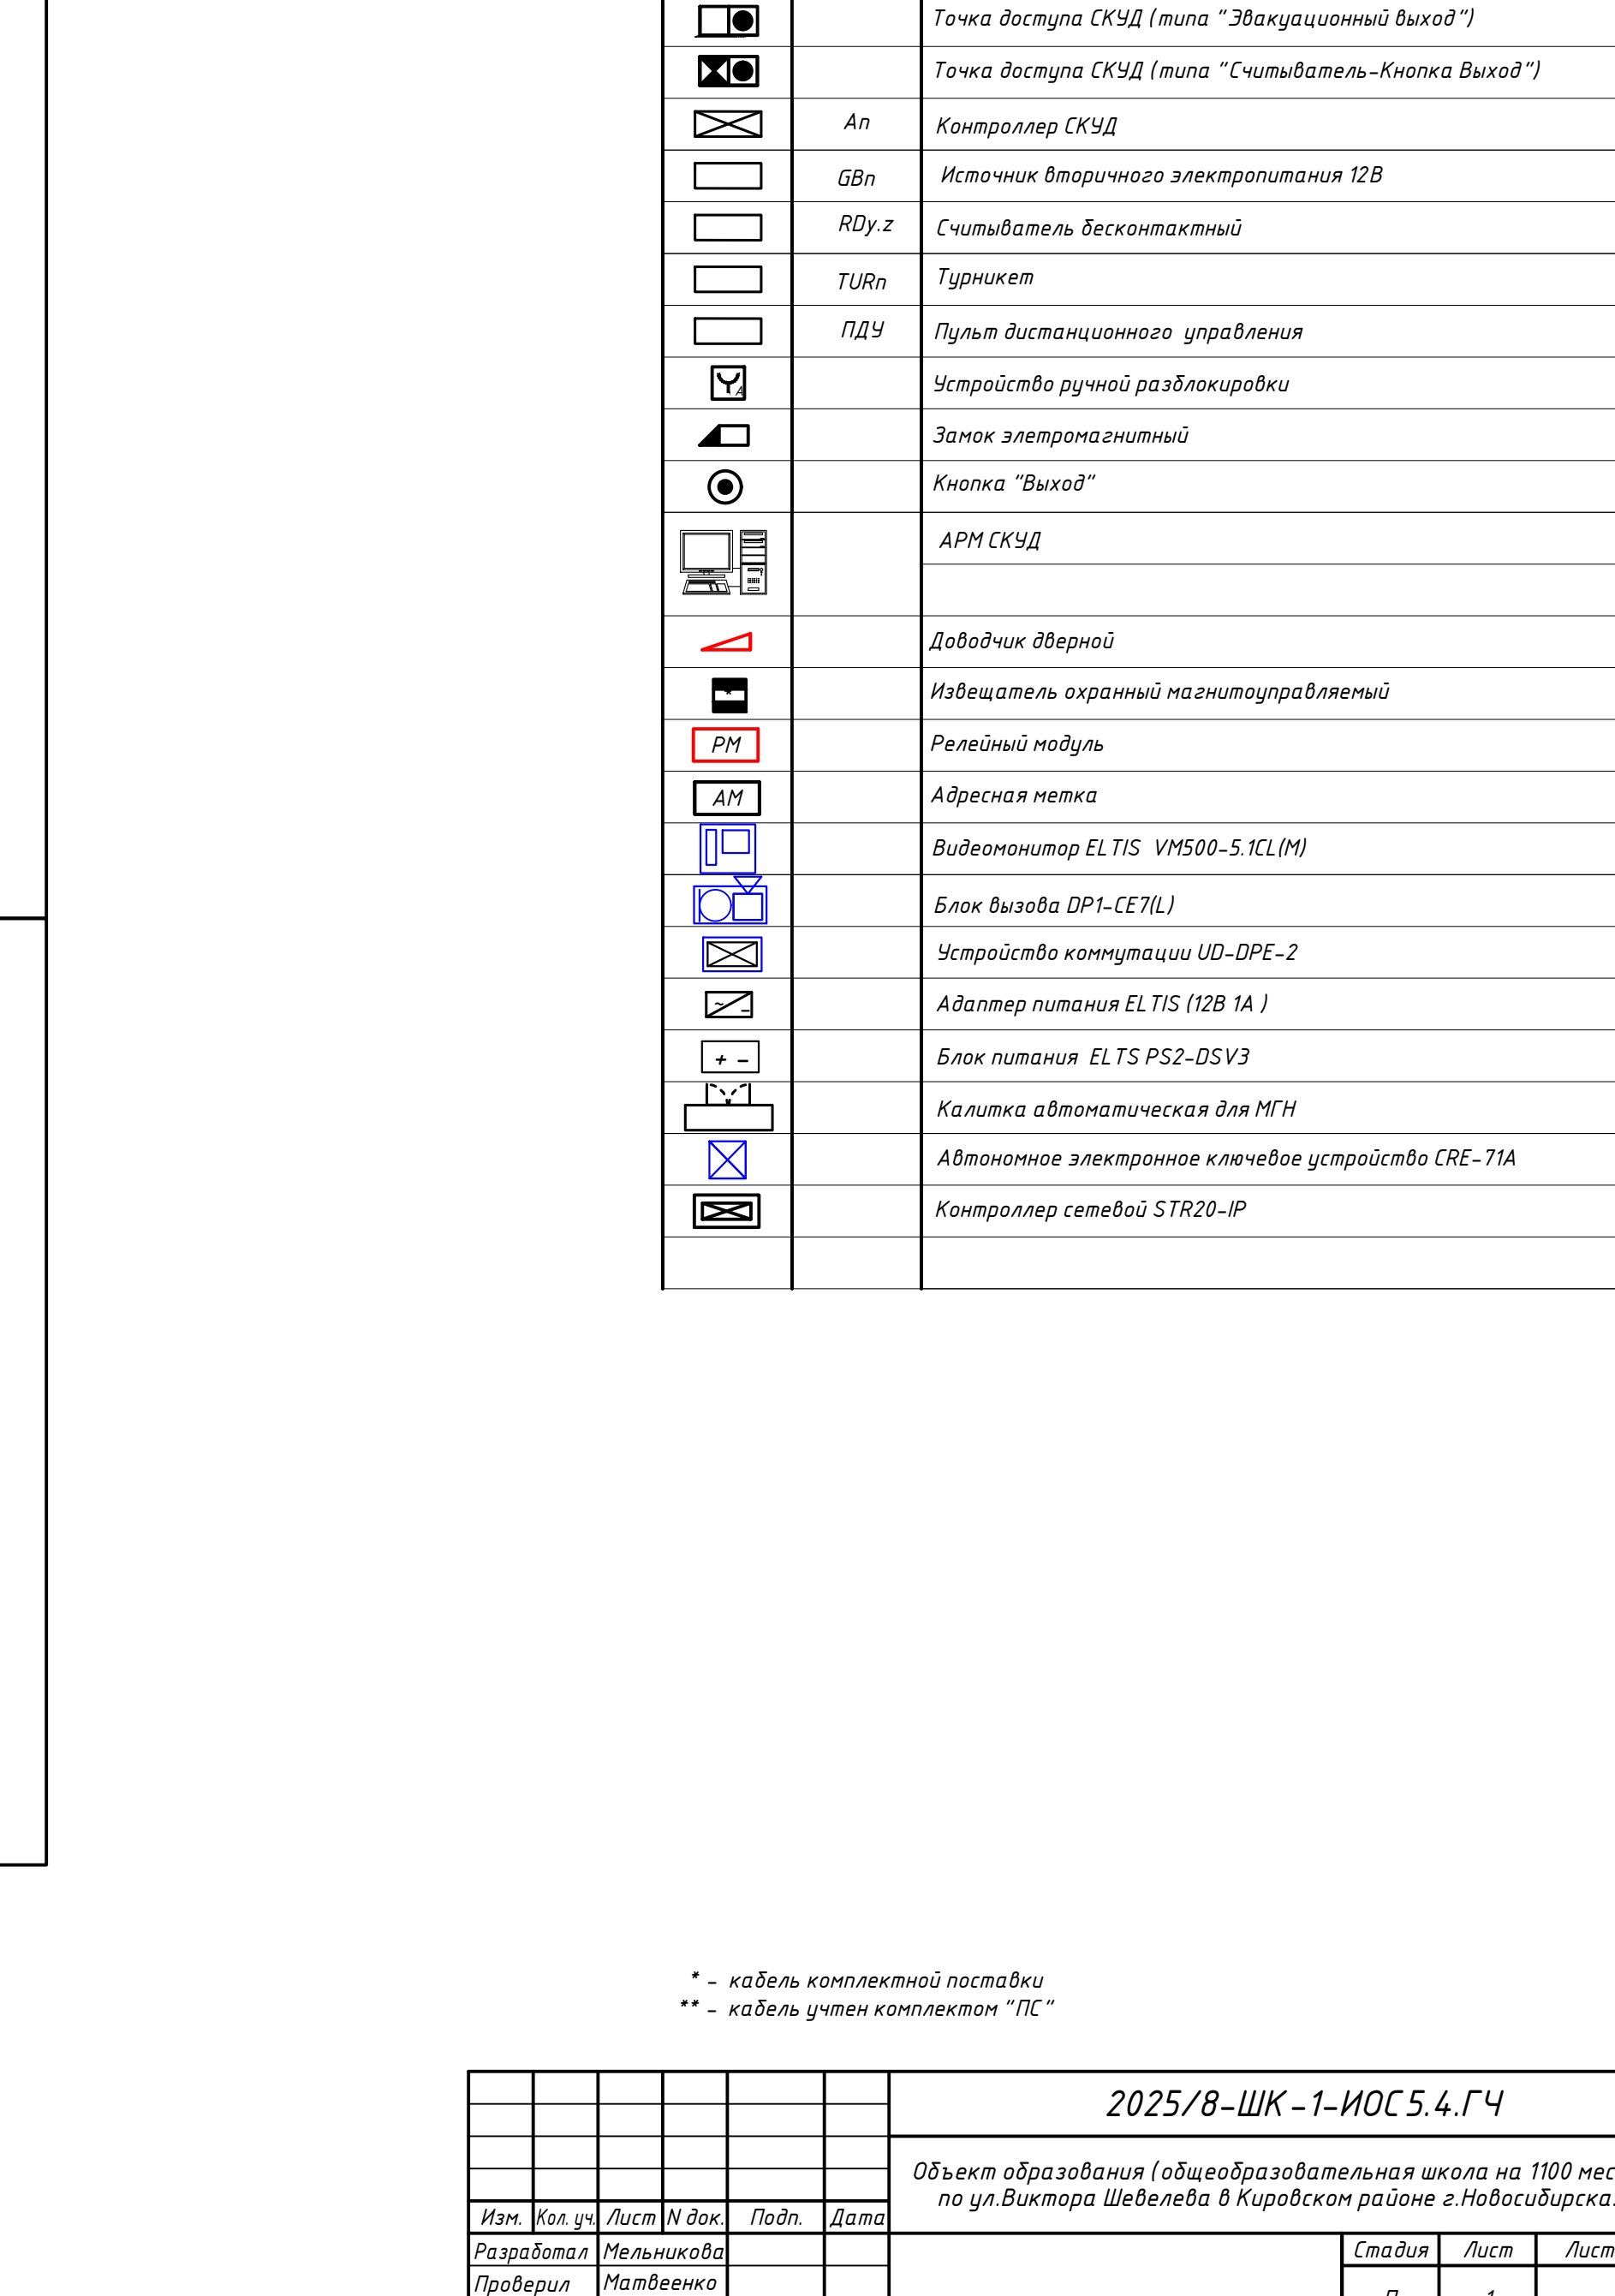 Точка доступа СКУД (типа "Эвакуационный выход")
Точка доступа СКУД (типа "Считыватель-Кнопка Выход")
Аn Контроллер СКУД
GBn Источник вторичного электропитания 12В
RDy.z Считыватель бесконтактный
TURn Турникет
ПДУ Пульт дистанционного управления
А Устройство ручной разблокировки
Замок элетромагнитный
Кнопка "Выход"
АРМ СКУД
Доводчик дверной
* Извещатель охранный магнитоуправляемый
РМ Релейный модуль
АМ Адресная метка
Видеомонитор ELTIS VM500-5.1CL(M)
Блок вызова DP1-CE7(L)
Устройство коммутации UD-DPE-2
~ - Адаптер питания ELTIS (12В 1А )
+ - Блок питания ELTS PS2-DSV3
Калитка автоматическая для МГН
Автономное электронное ключевое устройство CRE-71A
Контроллер сетевой STR20-IP
* - кабель комплектной поставки
** - кабель учтен комплектом "ПС"
2025/8-ШК-1-ИОС5.4.ГЧ
Объект образования (общеобразовательная школа на 1100 мес
по ул.Виктора Шевелева в Кировском районе г.Новосибирска.
Изм. Кол. уч. Лист N док. Подп. Дата
Разработал Мельникова Стадия Лист Лист
Проверил Матвеенко